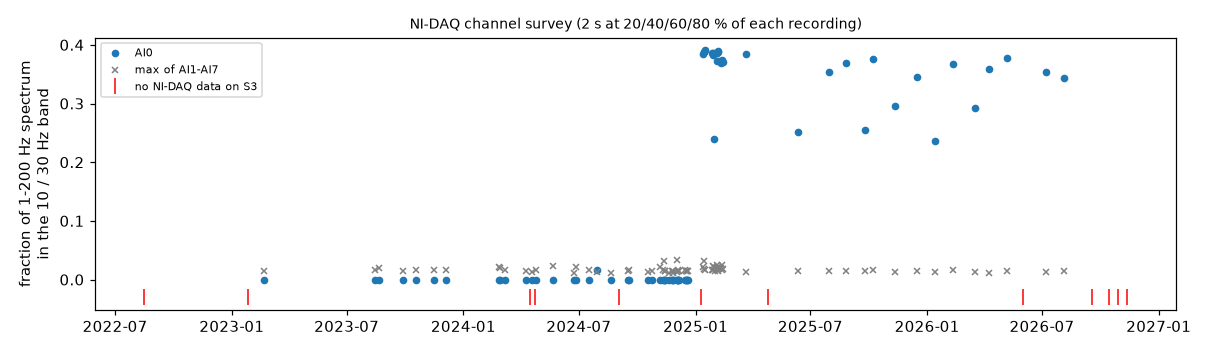 NI-DAQ channel survey (2 s at 20/40/60/80 % of each recording)
fraction of 1-200 Hz spectrum
in the 10 / 30 Hz band
0.4
0.3
0.2
0.1
0.0
AI0
max of AI1-AI7
no NI-DAQ data on S3
2022-07 2023-01 2023-07 2024-01 2024-07 2025-01 2025-07 2026-01 2026-07 2027-01